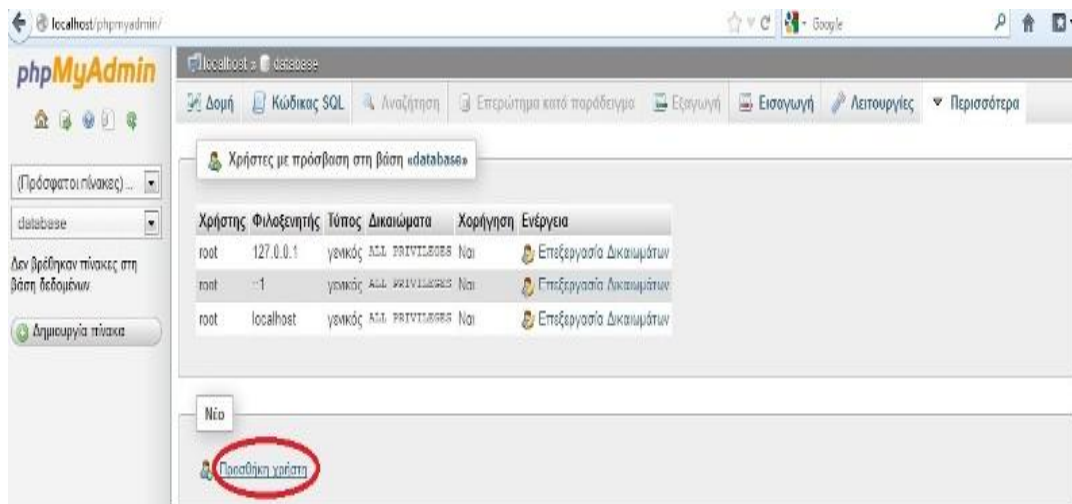 localhost/phpmyadmin/
Google
phpMyAdmin
localhost » database
Δομή Κώδικας SQL Αναζήτηση Επερώτημα κατά παράδειγμα Εξαγωγή Εισαγωγή Λειτουργίες Περισσότερα
(Πρόσφατοι πίνακες) ...
database
Δεν βρέθηκαν πίνακες στη
βάση δεδομένων
Δημιουργία πίνακα
Χρήστες με πρόσβαση στη βάση «database»
Χρήστης Φιλοξενητής Τύπος Δικαιώματα Χορήγηση Ενέργεια
root 127.0.0.1 γενικός ALL PRIVILEGES Ναι Επεξεργασία Δικαιωμάτων
root ::1 γενικός ALL PRIVILEGES Ναι Επεξεργασία Δικαιωμάτων
root localhost γενικός ALL PRIVILEGES Ναι Επεξεργασία Δικαιωμάτων
Νέο
Προσθήκη χρήστη